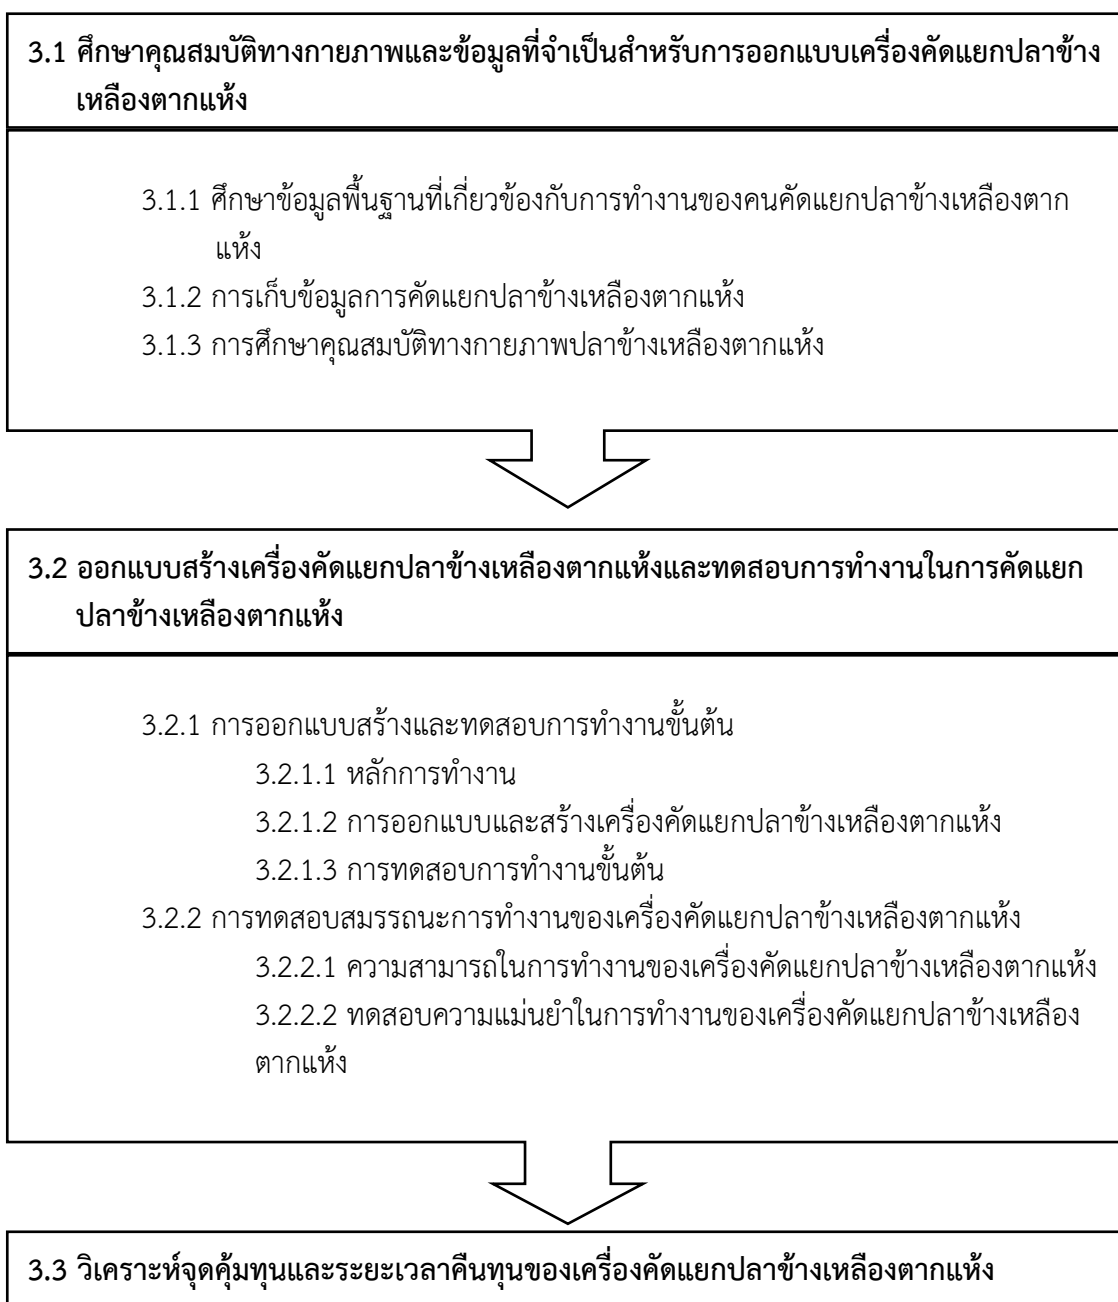 3.1 ศึกษาคุณสมบัติทางกายภาพและข้อมูลที่จำเป็นสำหรับการออกแบบเครื่องคัดแยกปลาข้าง
เหลืองตากแห้ง
3.1.1 ศึกษาข้อมูลพื้นฐานที่เกี่ยวข้องกับการทำงานของคนคัดแยกปลาข้างเหลืองตาก
แห้ง
3.1.2 การเก็บข้อมูลการคัดแยกปลาข้างเหลืองตากแห้ง
3.1.3 การศึกษาคุณสมบัติทางกายภาพปลาข้างเหลืองตากแห้ง
3.2 ออกแบบสร้างเครื่องคัดแยกปลาข้างเหลืองตากแห้งและทดสอบการทำงานในการคัดแยก
ปลาข้างเหลืองตากแห้ง
3.2.1 การออกแบบสร้างและทดสอบการทำงานขั้นต้น
3.2.1.1 หลักการทำงาน
3.2.1.2 การออกแบบและสร้างเครื่องคัดแยกปลาข้างเหลืองตากแห้ง
3.2.1.3 การทดสอบการทำงานขั้นต้น
3.2.2 การทดสอบสมรรถนะการทำงานของเครื่องคัดแยกปลาข้างเหลืองตากแห้ง
3.2.2.1 ความสามารถในการทำงานของเครื่องคัดแยกปลาข้างเหลืองตากแห้ง
3.2.2.2 ทดสอบความแม่นยำในการทำงานของเครื่องคัดแยกปลาข้างเหลือง
ตากแห้ง
3.3 วิเคราะห์จุดคุ้มทุนและระยะเวลาคืนทุนของเครื่องคัดแยกปลาข้างเหลืองตากแห้ง